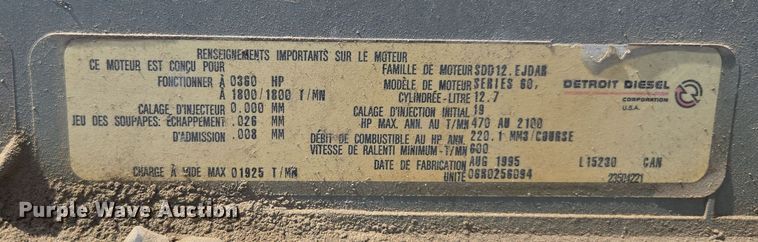 RENSEIGNEMENTS IMPORTANTS SUR LE MOTEUR
CE MOTEUR EST CONÇU POUR
FONCTIONNER À 0360 HP
À 1800/1800 T/MN
CALAGE D'INJECTEUR 0.000 MM
JEU DES SOUPAPES: ÉCHAPPEMENT .026 MM
D'ADMISSION .008 MM
CHARGE À VIDE MAX 01925 T/MN
FAMILLE DE MOTEUR SDD12.EJDAR
MODÈLE DE MOTEUR SERIES 60,
CYLINDRÉE-LITRE 12.7
CALAGE D'INJECTION INITIAL 19
HP MAX. ANN. AU T/MN 470 AU 2100
DÉBIT DE COMBUSTIBLE AU HP ANN. 220.1 MM3/COURSE
VITESSE DE RALENTI MINIMUM - T/MN 600
DATE DE FABRICATION AUG 1995 L15230 CAN
UNITÉ 06R0256094 23504221
DETROIT DIESEL
CORPORATION
U.S.A.
Purple Wave Auction